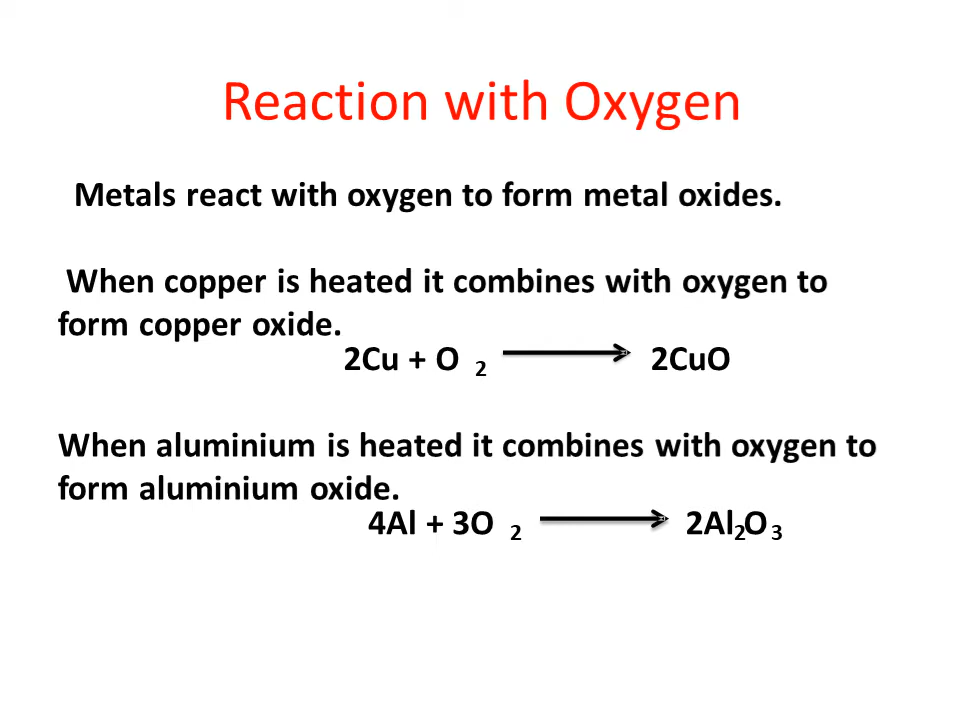 Reaction with Oxygen
Metals react with oxygen to form metal oxides.
When copper is heated it combines with oxygen to
form copper oxide.
2Cu + O 2 ⟶ 2CuO
When aluminium is heated it combines with oxygen to
form aluminium oxide.
4Al + 3O 2 ⟶ 2Al2O3